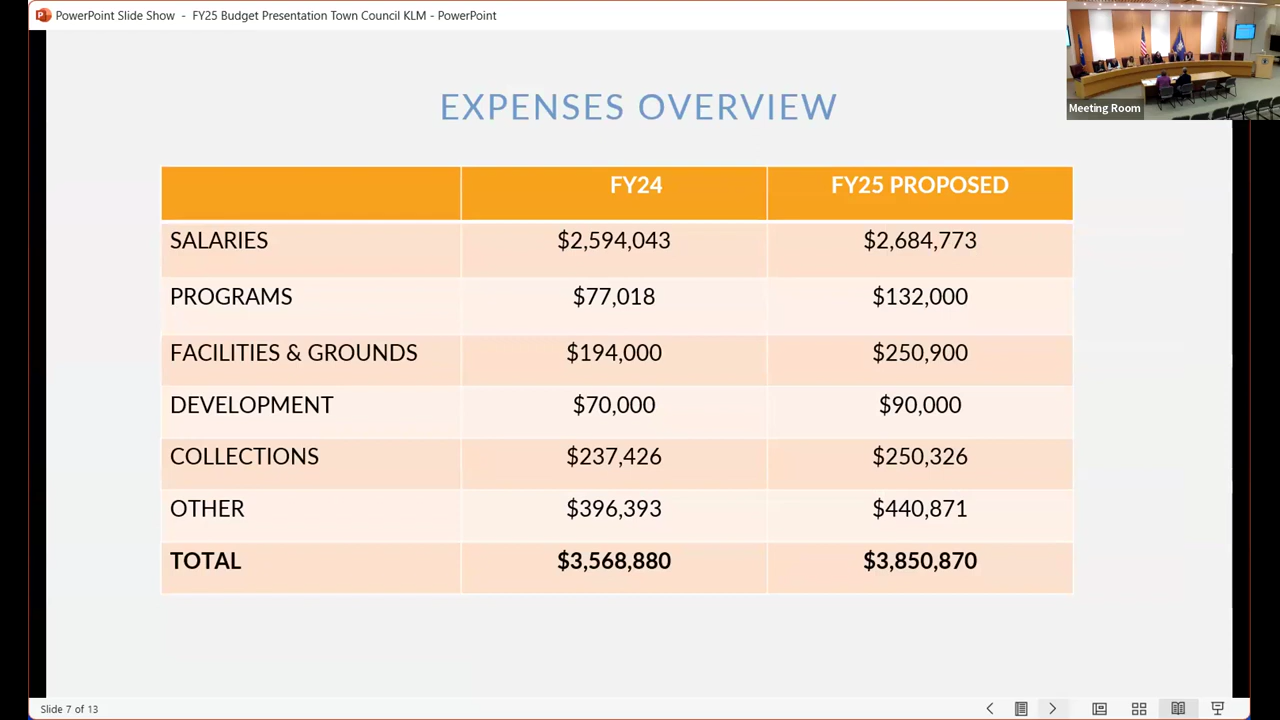 PowerPoint Slide Show - FY25 Budget Presentation Town Council KLM - PowerPoint
Meeting Room
EXPENSES OVERVIEW
FY24 FY25 PROPOSED
SALARIES $2,594,043 $2,684,773
PROGRAMS $77,018 $132,000
FACILITIES & GROUNDS $194,000 $250,900
DEVELOPMENT $70,000 $90,000
COLLECTIONS $237,426 $250,326
OTHER $396,393 $440,871
TOTAL $3,568,880 $3,850,870
Slide 7 of 13